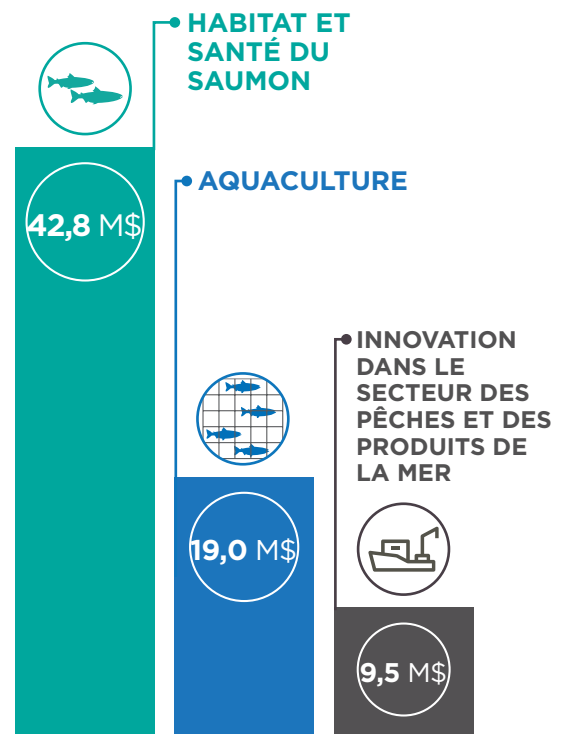 HABITAT ET
SANTÉ DU
SAUMON
42,8 M$
AQUACULTURE
19,0 M$
INNOVATION
DANS LE
SECTEUR DES
PÊCHES ET DES
PRODUITS DE
LA MER
9,5 M$